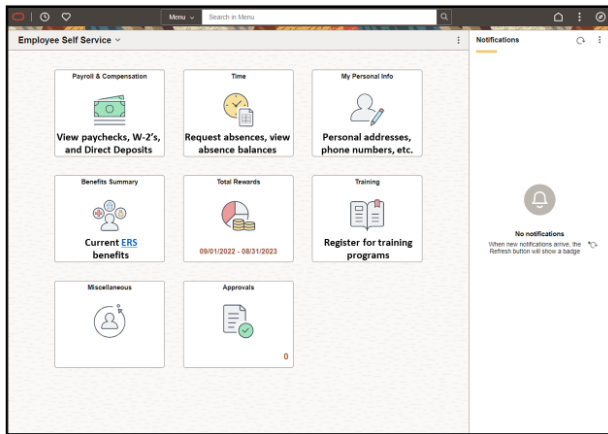 Menu
Search in Menu
Employee Self Service
Notifications
Payroll & Compensation
View paychecks, W-2's,
and Direct Deposits
Time
Request absences, view
absence balances
My Personal Info
Personal addresses,
phone numbers, etc.
Benefits Summary
Current ERS
benefits
Total Rewards
09/01/2022 - 08/31/2023
Training
Register for training
programs
Miscellaneous
Approvals
0
No notifications
When new notifications arrive, the
Refresh button will show a badge